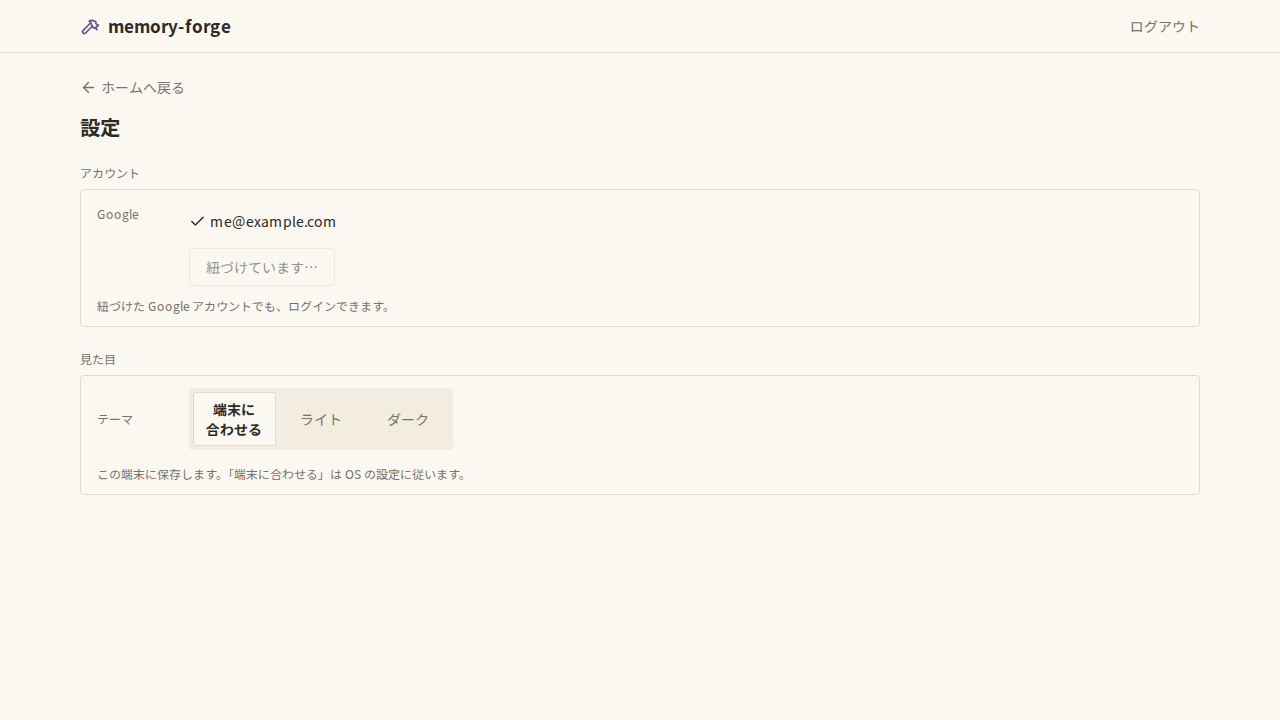 memory-forge
ログアウト
ホームへ戻る
設定
アカウント
Google
me@example.com
紐づけています…
紐づけた Google アカウントでも、ログインできます。
見た目
テーマ
端末に
合わせる
ライト
ダーク
この端末に保存します。「端末に合わせる」は OS の設定に従います。